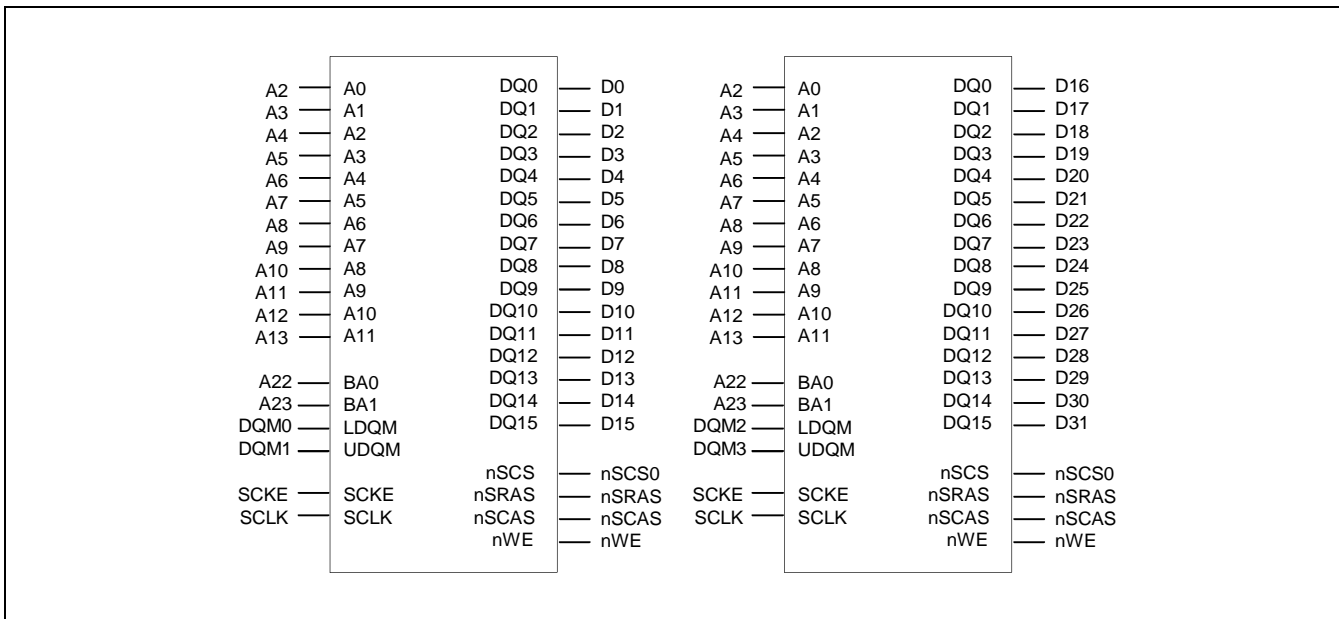 A2 A0 DQ0 D0 A2 A0 DQ0 D16
A3 A1 DQ1 D1 A3 A1 DQ1 D17
A4 A2 DQ2 D2 A4 A2 DQ2 D18
A5 A3 DQ3 D3 A5 A3 DQ3 D19
A6 A4 DQ4 D4 A6 A4 DQ4 D20
A7 A5 DQ5 D5 A7 A5 DQ5 D21
A8 A6 DQ6 D6 A8 A6 DQ6 D22
A9 A7 DQ7 D7 A9 A7 DQ7 D23
A10 A8 DQ8 D8 A10 A8 DQ8 D24
A11 A9 DQ9 D9 A11 A9 DQ9 D25
A12 A10 DQ10 D10 A12 A10 DQ10 D26
A13 A11 DQ11 D11 A13 A11 DQ11 D27
DQ12 D12 DQ12 D28
A22 BA0 DQ13 D13 A22 BA0 DQ13 D29
A23 BA1 DQ14 D14 A23 BA1 DQ14 D30
DQM0 LDQM DQ15 D15 DQM2 LDQM DQ15 D31
DQM1 UDQM DQM3 UDQM
nSCS nSCS0 nSCS nSCS0
SCKE SCKE nSRAS nSRAS SCKE SCKE nSRAS nSRAS
SCLK SCLK nSCAS nSCAS SCLK SCLK nSCAS nSCAS
nWE nWE nWE nWE